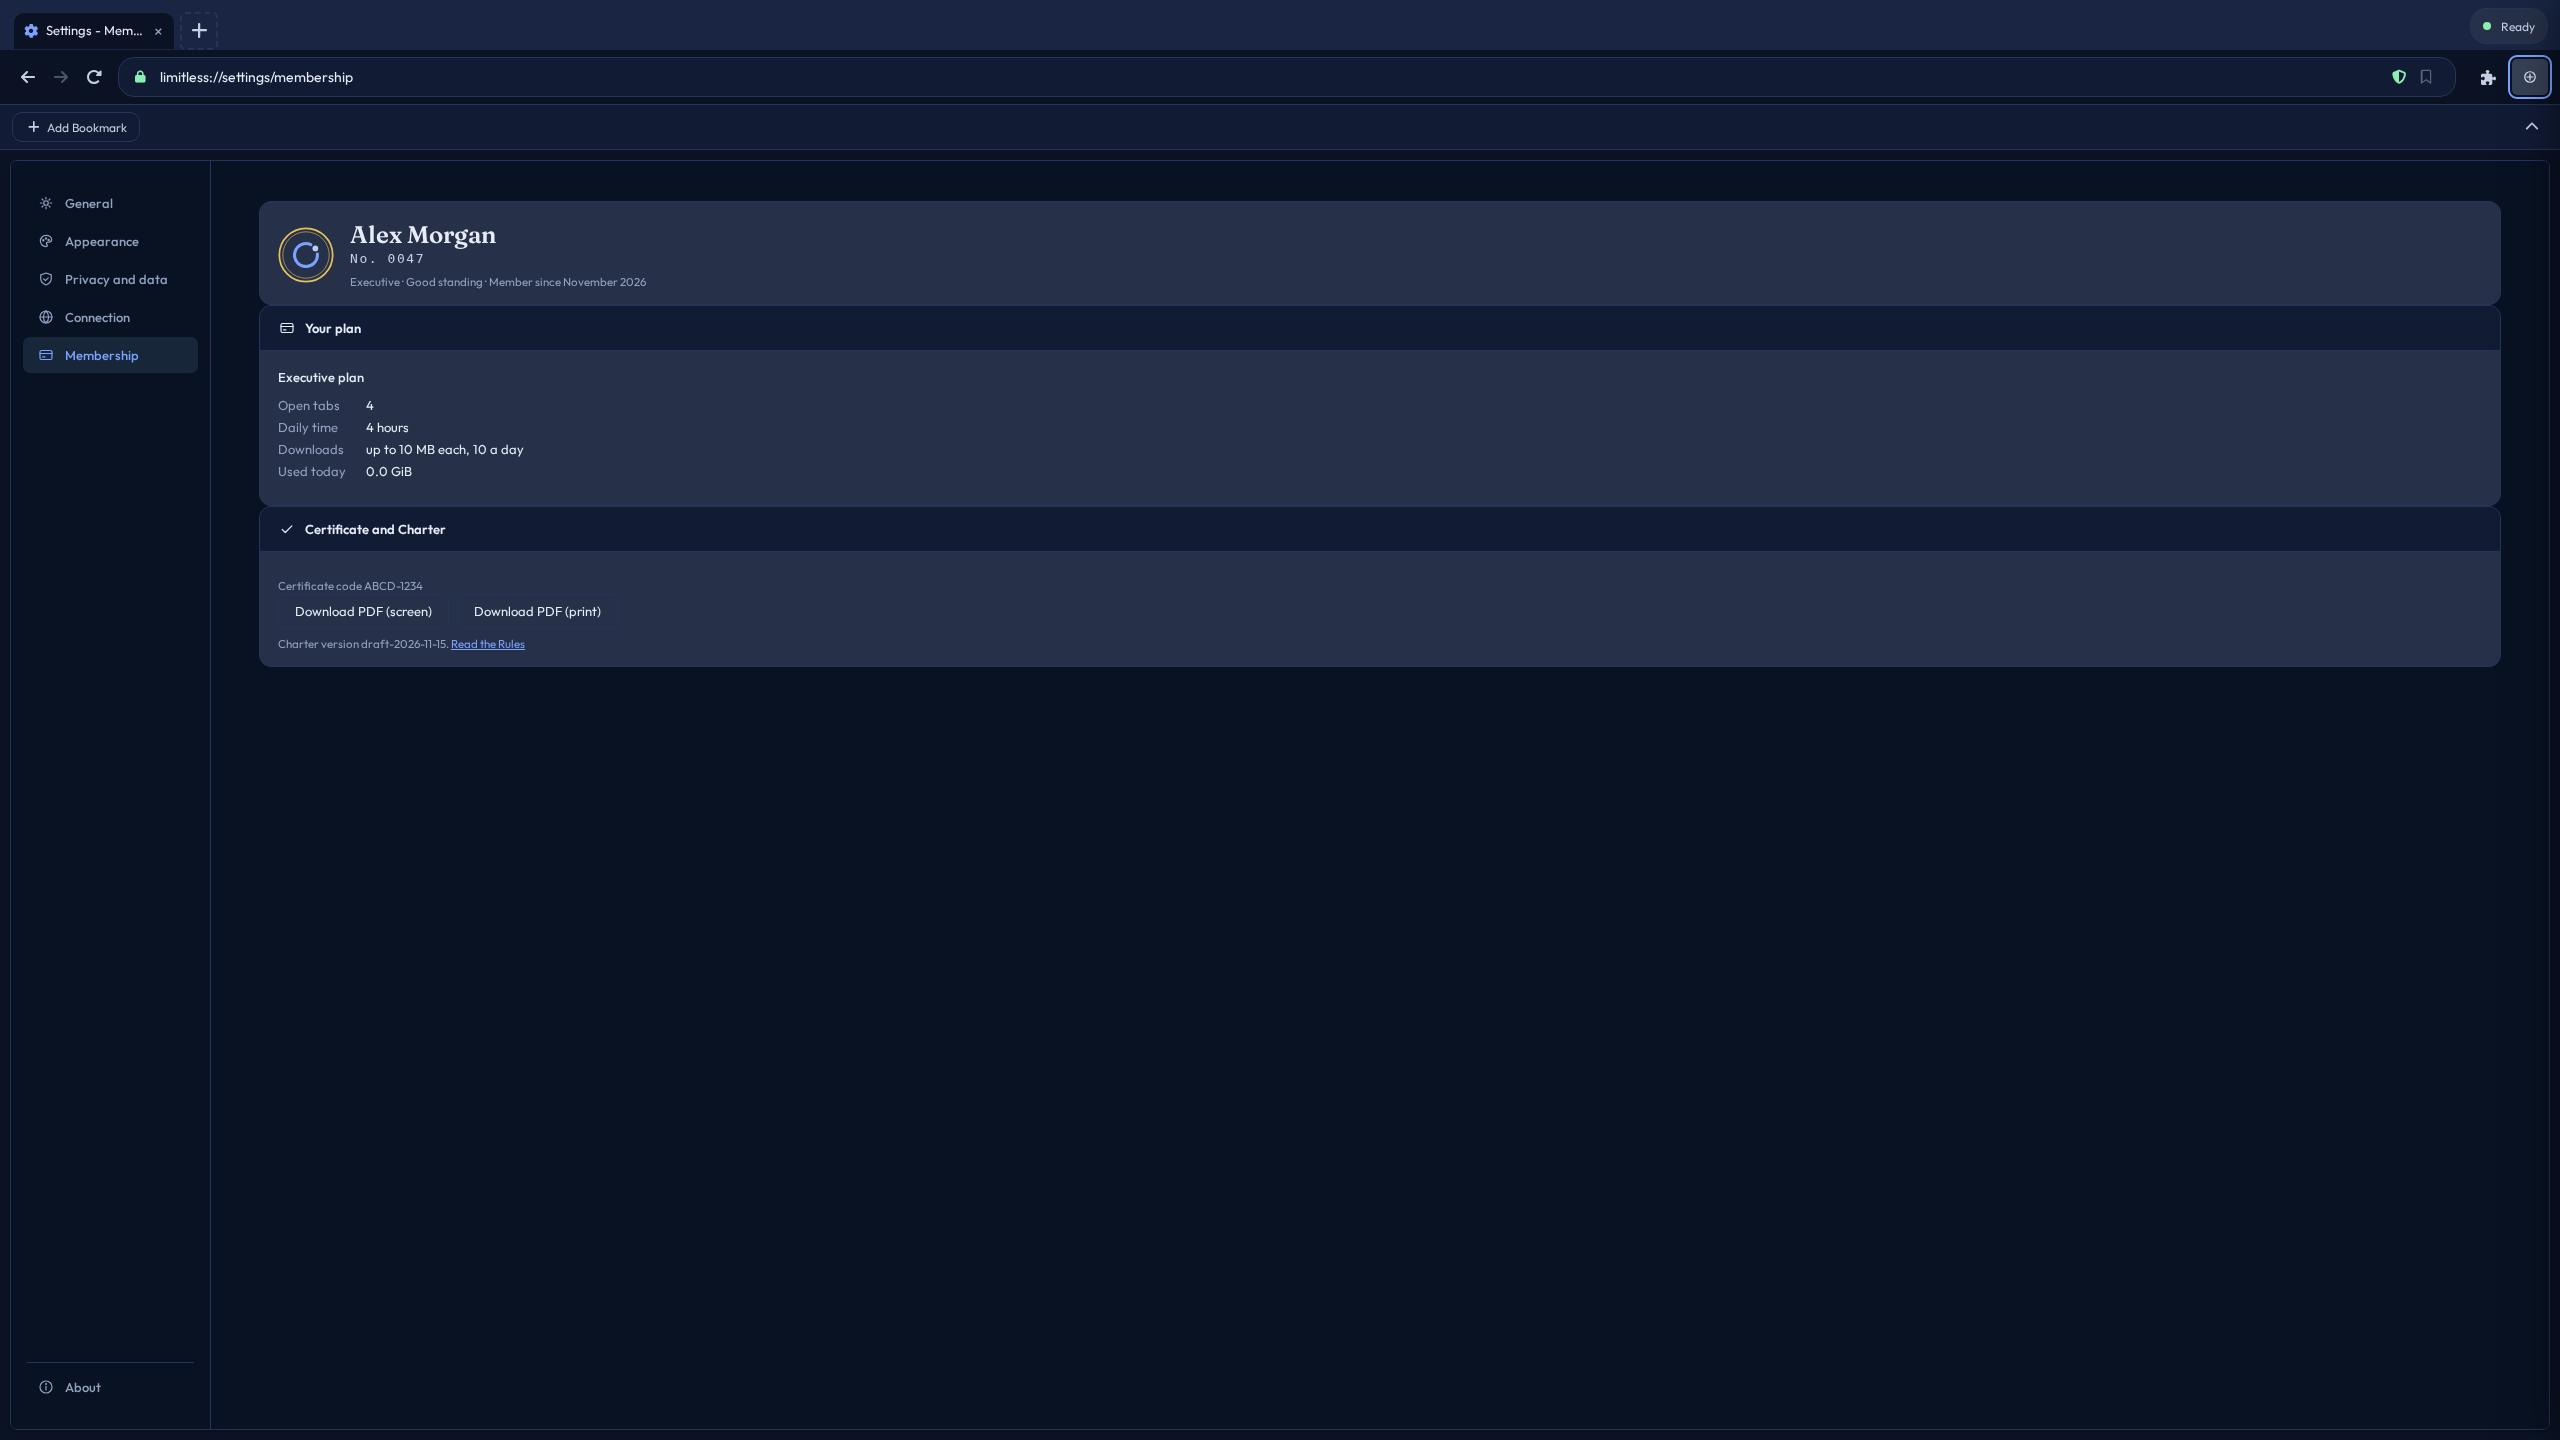 Settings - Mem...
Ready
limitless://settings/membership
Add Bookmark
General
Appearance
Privacy and data
Connection
Membership
Alex Morgan
No. 0047
Executive · Good standing · Member since November 2026
Your plan
Executive plan
Open tabs 4
Daily time 4 hours
Downloads up to 10 MB each, 10 a day
Used today 0.0 GiB
Certificate and Charter
Certificate code ABCD-1234
Download PDF (screen) Download PDF (print)
Charter version draft-2026-11-15. Read the Rules
About